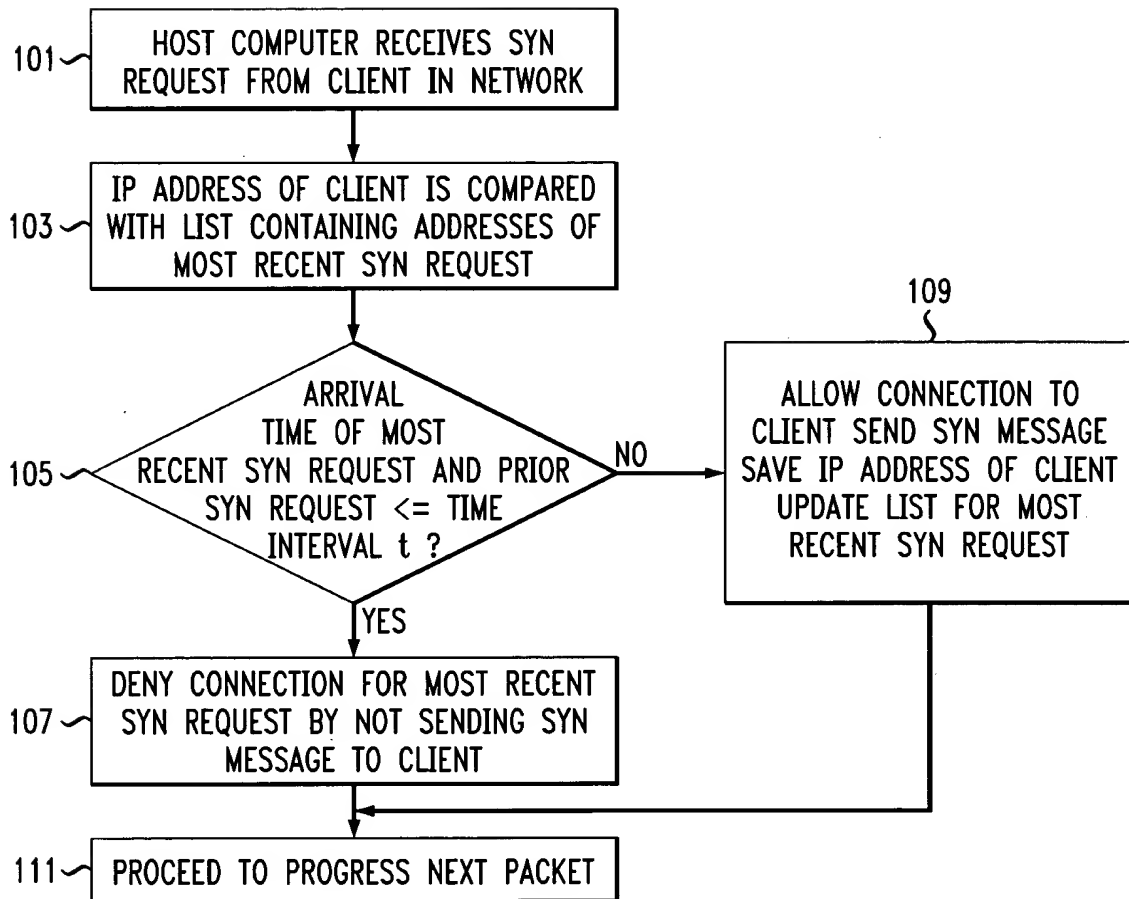 101
HOST COMPUTER RECEIVES SYN
REQUEST FROM CLIENT IN NETWORK
103
IP ADDRESS OF CLIENT IS COMPARED
WITH LIST CONTAINING ADDRESSES OF
MOST RECENT SYN REQUEST
105
ARRIVAL
TIME OF MOST
RECENT SYN REQUEST AND PRIOR
SYN REQUEST <= TIME
INTERVAL t ?
NO
109
ALLOW CONNECTION TO
CLIENT SEND SYN MESSAGE
SAVE IP ADDRESS OF CLIENT
UPDATE LIST FOR MOST
RECENT SYN REQUEST
YES
107
DENY CONNECTION FOR MOST RECENT
SYN REQUEST BY NOT SENDING SYN
MESSAGE TO CLIENT
111
PROCEED TO PROGRESS NEXT PACKET